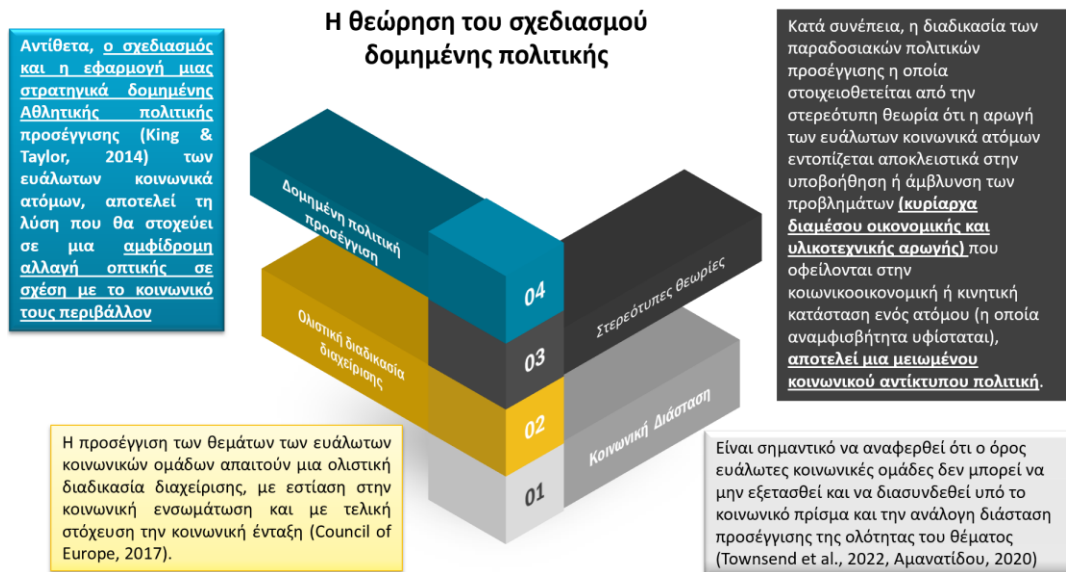 Η θεώρηση του σχεδιασμού
δομημένης πολιτικής
Αντίθετα, ο σχεδιασμός
και η εφαρμογή μιας
στρατηγικά δομημένης
Αθλητικής πολιτικής
προσέγγισης (King &
Taylor, 2014) των
ευάλωτων κοινωνικά
ατόμων, αποτελεί τη
λύση που θα στοχεύει
σε μια αμφίδρομη
αλλαγή οπτικής σε
σχέση με το κοινωνικό
τους περιβάλλον
Δομημένη πολιτική
προσέγγιση
04
Στερεότυπες θεωρίες
03
Ολιστική διαδικασία
διαχείρισης
02
Κοινωνική Διάσταση
01
Κατά συνέπεια, η διαδικασία των
παραδοσιακών πολιτικών
προσέγγισης η οποία
στοιχειοθετείται από την
στερεότυπη θεωρία ότι η αρωγή
των ευάλωτων κοινωνικά ατόμων
εντοπίζεται αποκλειστικά στην
υποβοήθηση ή άμβλυνση των
προβλημάτων (κυρίαρχα
διαμέσου οικονομικής και
υλικοτεχνικής αρωγής) που
οφείλονται στην
κοιωνικοοικονομική ή κινητική
κατάσταση ενός ατόμου (η οποία
αναμφισβήτητα υφίσταται),
αποτελεί μια μειωμένου
κοινωνικού αντίκτυπου πολιτική.
Η προσέγγιση των θεμάτων των ευάλωτων
κοινωνικών ομάδων απαιτούν μια ολιστική
διαδικασία διαχείρισης, με εστίαση στην
κοινωνική ενσωμάτωση και με τελική
στόχευση την κοινωνική ένταξη (Council of
Europe, 2017).
Είναι σημαντικό να αναφερθεί ότι ο όρος
ευάλωτες κοινωνικές ομάδες δεν μπορεί να
μην εξετασθεί και να διασυνδεθεί υπό το
κοινωνικό πρίσμα και την ανάλογη διάσταση
προσέγγισης της ολότητας του θέματος
(Townsend et al., 2022, Αμανατίδου, 2020)